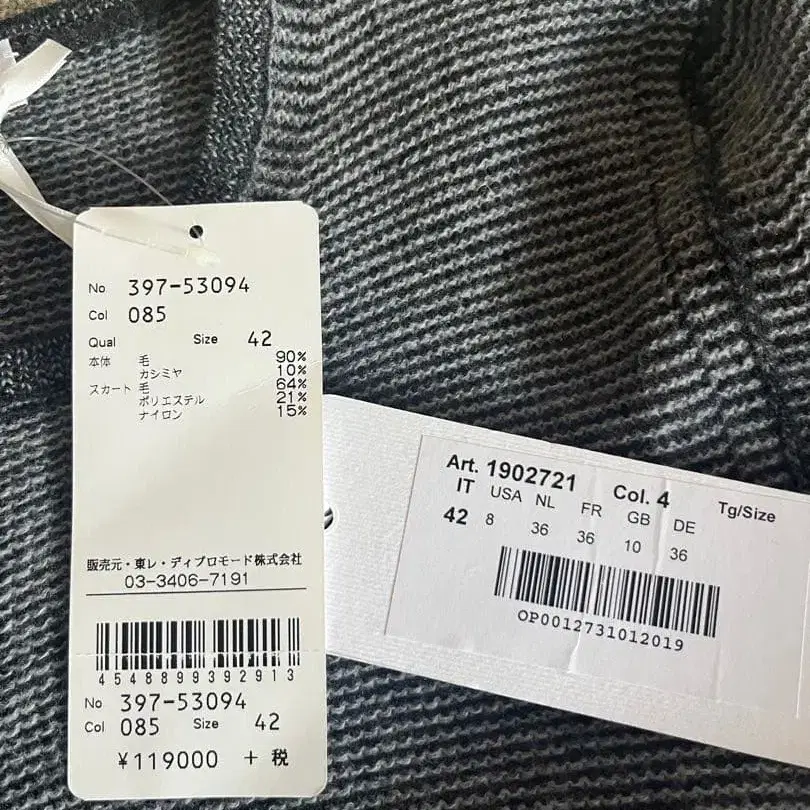 No 397-53094
Col 085
Qual Size 42
本体 毛 90%
カシミヤ 10%
スカート 毛 64%
ポリエステル 21%
ナイロン 15%
販売元・東レ・ディプロモード株式会社
03-3406-7191
4548899392913
No 397-53094
Col 085 Size 42
¥119000 + 税
Art. 1902721 Col. 4 Tg/Size
IT USA NL FR GB DE
42 8 36 36 10 36
OP0012731012019